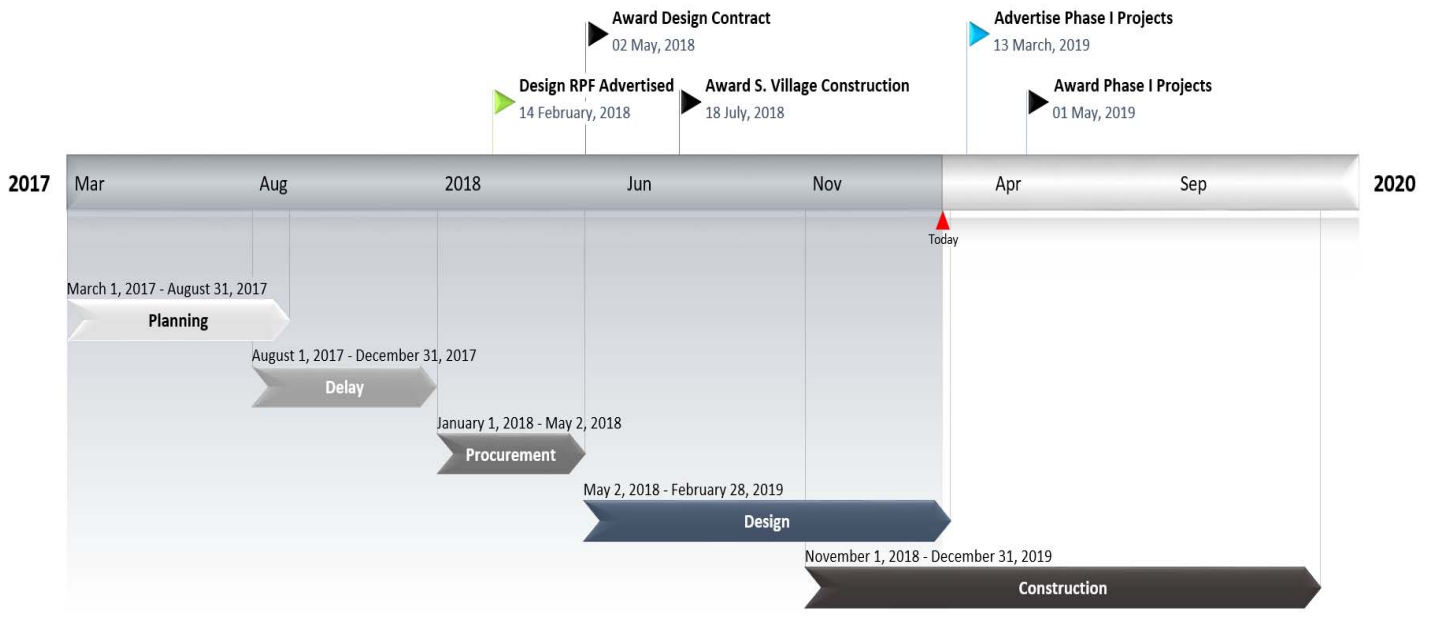 Award Design Contract
02 May, 2018
Advertise Phase I Projects
13 March, 2019
Design RPF Advertised
14 February, 2018
Award S. Village Construction
18 July, 2018
Award Phase I Projects
01 May, 2019
2017 Mar Aug 2018 Jun Nov Apr Sep 2020
Today
March 1, 2017 - August 31, 2017
Planning
August 1, 2017 - December 31, 2017
Delay
January 1, 2018 - May 2, 2018
Procurement
May 2, 2018 - February 28, 2019
Design
November 1, 2018 - December 31, 2019
Construction